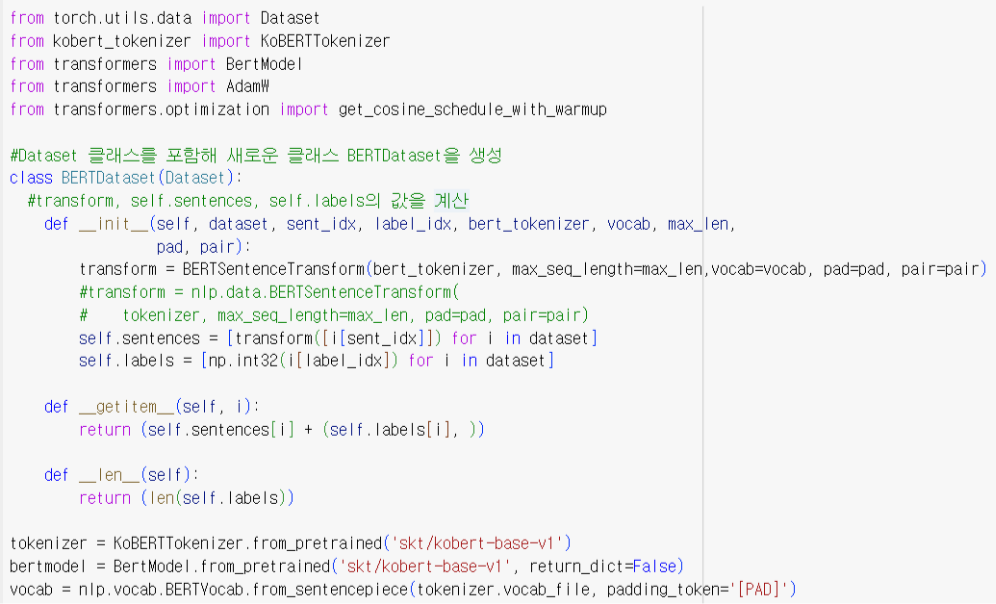 from torch.utils.data import Dataset
from kobert_tokenizer import KoBERTTokenizer
from transformers import BertModel
from transformers import AdamW
from transformers.optimization import get_cosine_schedule_with_warmup

#Dataset 클래스를 포함해 새로운 클래스 BERTDataset을 생성
class BERTDataset(Dataset):
  #transform, self.sentences, self.labels의 값을 계산
    def __init__(self, dataset, sent_idx, label_idx, bert_tokenizer, vocab, max_len,
                 pad, pair):
        transform = BERTSentenceTransform(bert_tokenizer, max_seq_length=max_len,vocab=vocab, pad=pad, pair=pair)
        #transform = nlp.data.BERTSentenceTransform(
        #    tokenizer, max_seq_length=max_len, pad=pad, pair=pair)
        self.sentences = [transform([i[sent_idx]]) for i in dataset]
        self.labels = [np.int32(i[label_idx]) for i in dataset]

    def __getitem__(self, i):
        return (self.sentences[i] + (self.labels[i], ))

    def __len__(self):
        return (len(self.labels))

tokenizer = KoBERTTokenizer.from_pretrained('skt/kobert-base-v1')
bertmodel = BertModel.from_pretrained('skt/kobert-base-v1', return_dict=False)
vocab = nlp.vocab.BERTVocab.from_sentencepiece(tokenizer.vocab_file, padding_token='[PAD]')